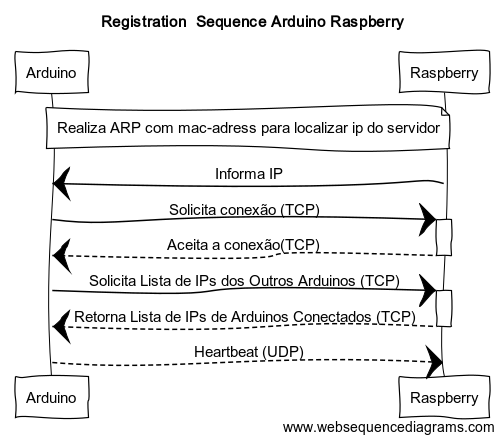 Registration  Sequence Arduino Raspberry
Arduino
Raspberry
Realiza ARP com mac-adress para localizar ip do servidor
Informa IP
Solicita conexão (TCP)
Aceita a conexão(TCP)
Solicita Lista de IPs dos Outros Arduinos (TCP)
Retorna Lista de IPs de Arduinos Conectados (TCP)
Heartbeat (UDP)
Arduino
Raspberry
www.websequencediagrams.com